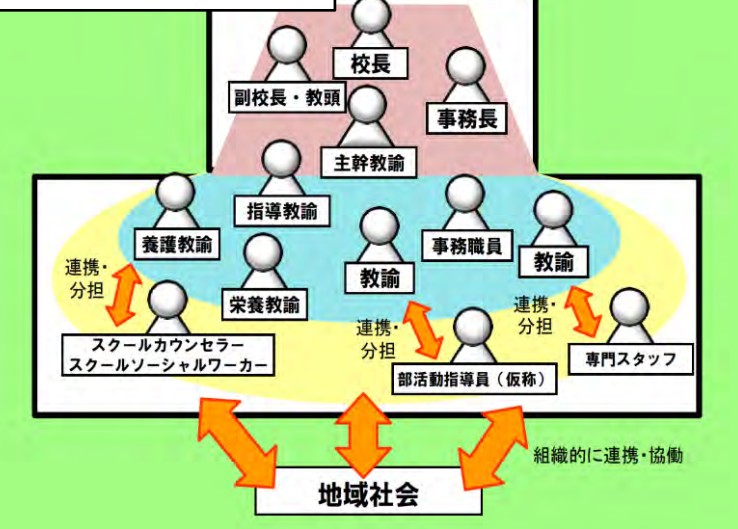 校長
副校長・教頭
事務長
主幹教諭
指導教諭
養護教諭
事務職員
教諭
教諭
栄養教諭
連携・
分担
連携・
分担
連携・
分担
スクールカウンセラー
スクールソーシャルワーカー
部活動指導員（仮称）
専門スタッフ
組織的に連携・協働
地域社会